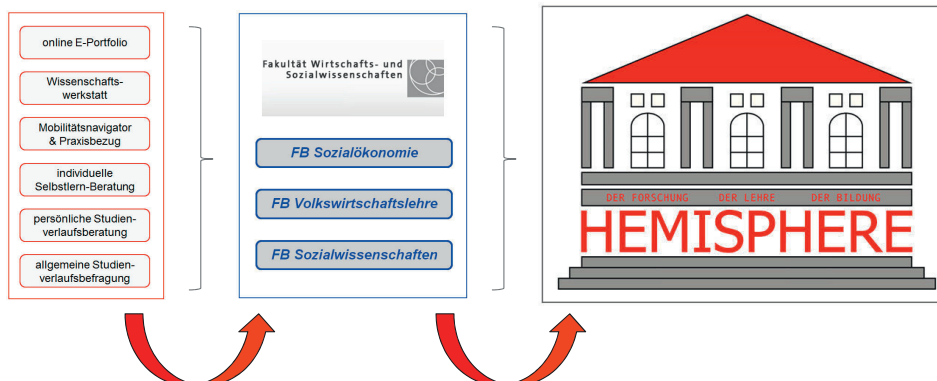 online E-Portfolio
Wissenschafts-
werkstatt
Mobilitätsnavigator
& Praxisbezug
individuelle
Selbstlern-Beratung
persönliche Studien-
verlaufsberatung
allgemeine Studien-
verlaufsbefragung
Fakultät Wirtschafts- und
Sozialwissenschaften
FB Sozialökonomie
FB Volkswirtschaftslehre
FB Sozialwissenschaften
DER FORSCHUNG DER LEHRE DER BILDUNG
HEMISPHERE